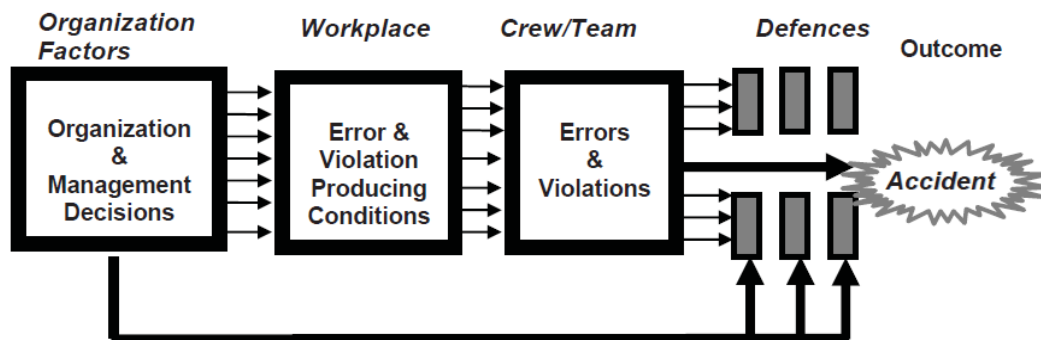 Organization
Factors
Workplace
Crew/Team
Defences
Outcome
Organization
&
Management
Decisions
Error &
Violation
Producing
Conditions
Errors
&
Violations
Accident